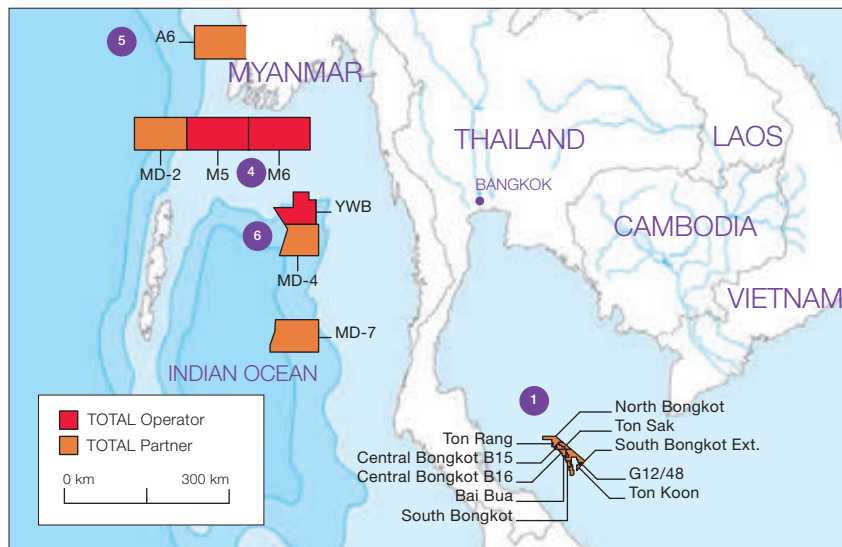 5
A6
MYANMAR
THAILAND
LAOS
MD-2
M5
4
M6
BANGKOK
YWB
CAMBODIA
6
MD-4
VIETNAM
MD-7
INDIAN OCEAN
1
North Bongkot
Ton Sak
South Bongkot Ext.
G12/48
Ton Koon
Ton Rang
Central Bongkot B15
Central Bongkot B16
Bai Bua
South Bongkot
TOTAL Operator
TOTAL Partner
0 km 300 km